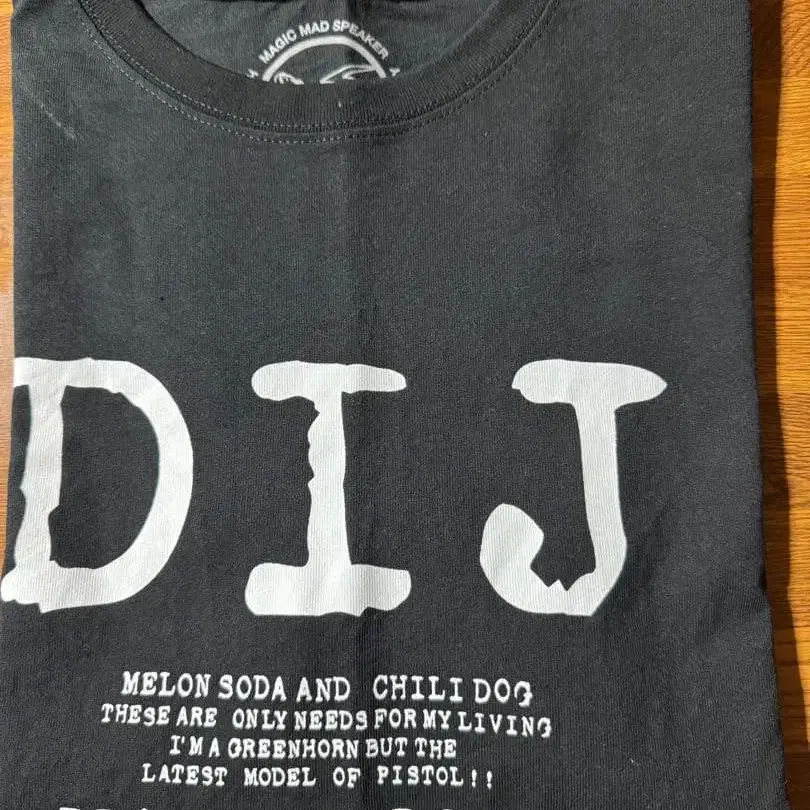 MAGIC MAD SPEAKER
DIJ
MELON SODA AND CHILI DOG
THESE ARE ONLY NEEDS FOR MY LIVING
I'M A GREENHORN BUT THE
LATEST MODEL OF PISTOL!!